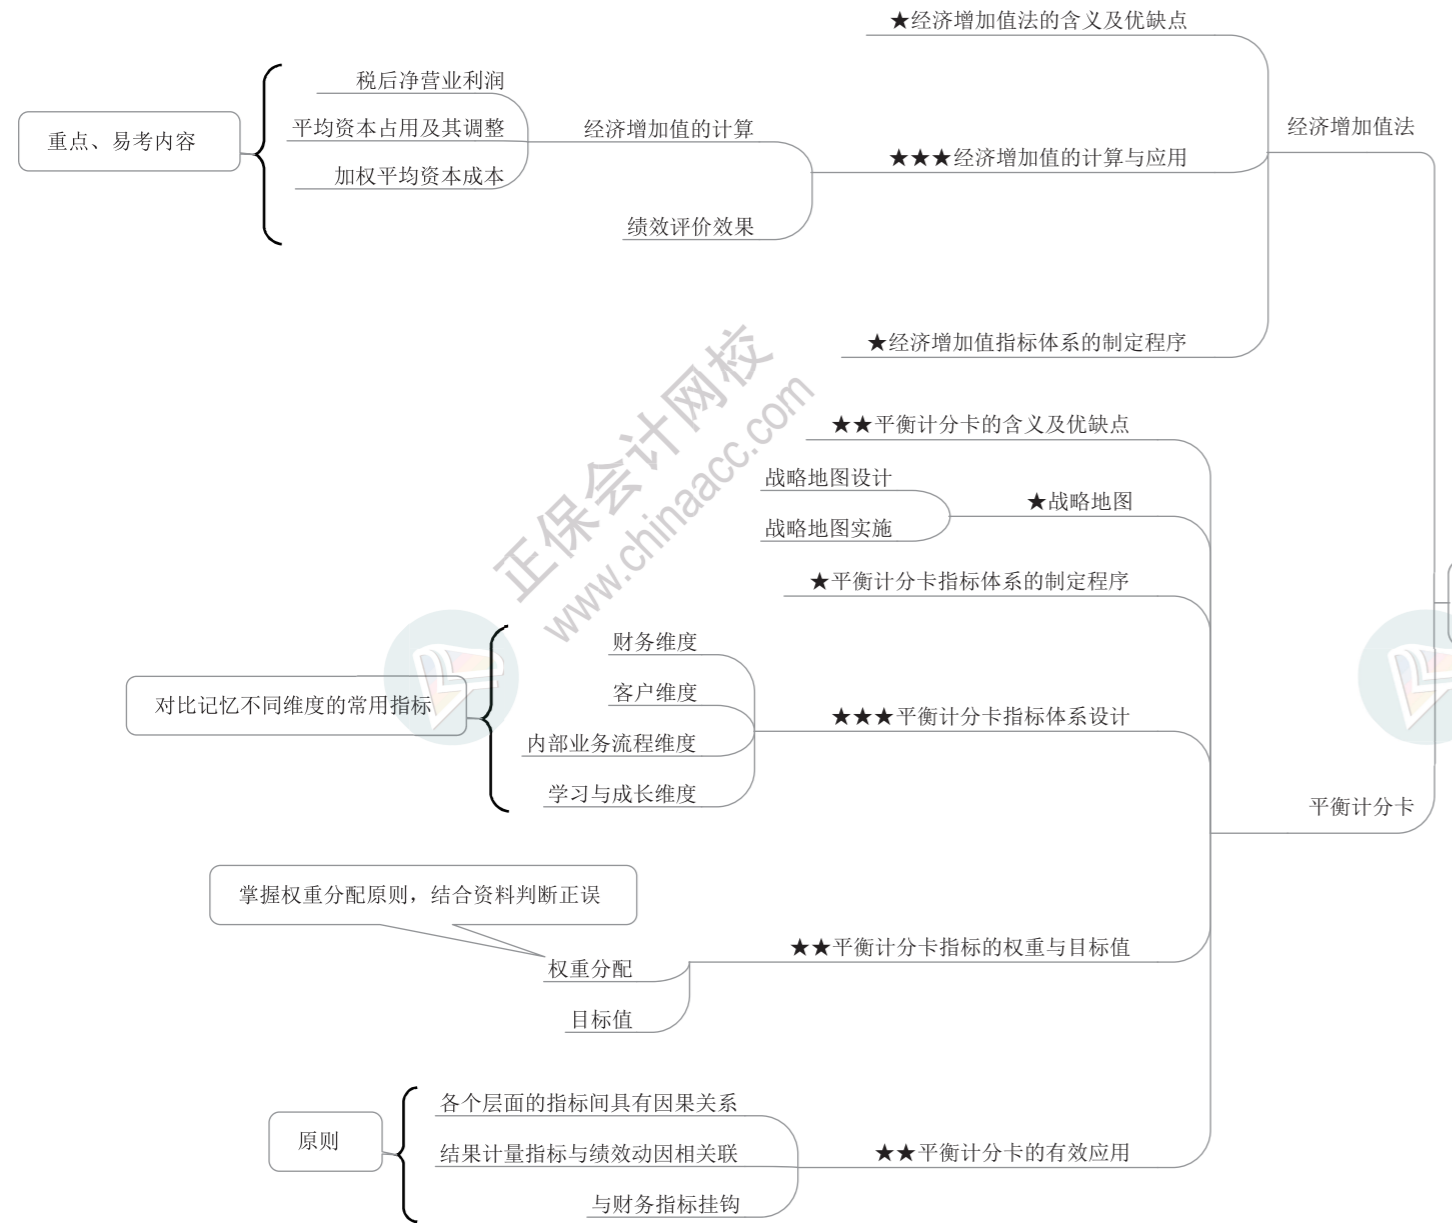 ★经济增加值法的含义及优缺点
税后净营业利润
重点、易考内容
平均资本占用及其调整
经济增加值的计算
经济增加值法
★★★经济增加值的计算与应用
加权平均资本成本
绩效评价效果
★经济增加值指标体系的制定程序
正保会计网校
www.chinaacc.com
★★平衡计分卡的含义及优缺点
战略地图设计
★战略地图
战略地图实施
★平衡计分卡指标体系的制定程序
财务维度
客户维度
对比记忆不同维度的常用指标
★★★平衡计分卡指标体系设计
内部业务流程维度
学习与成长维度
平衡计分卡
掌握权重分配原则，结合资料判断正误
★★平衡计分卡指标的权重与目标值
权重分配
目标值
各个层面的指标间具有因果关系
原则
结果计量指标与绩效动因相关联
★★平衡计分卡的有效应用
与财务指标挂钩